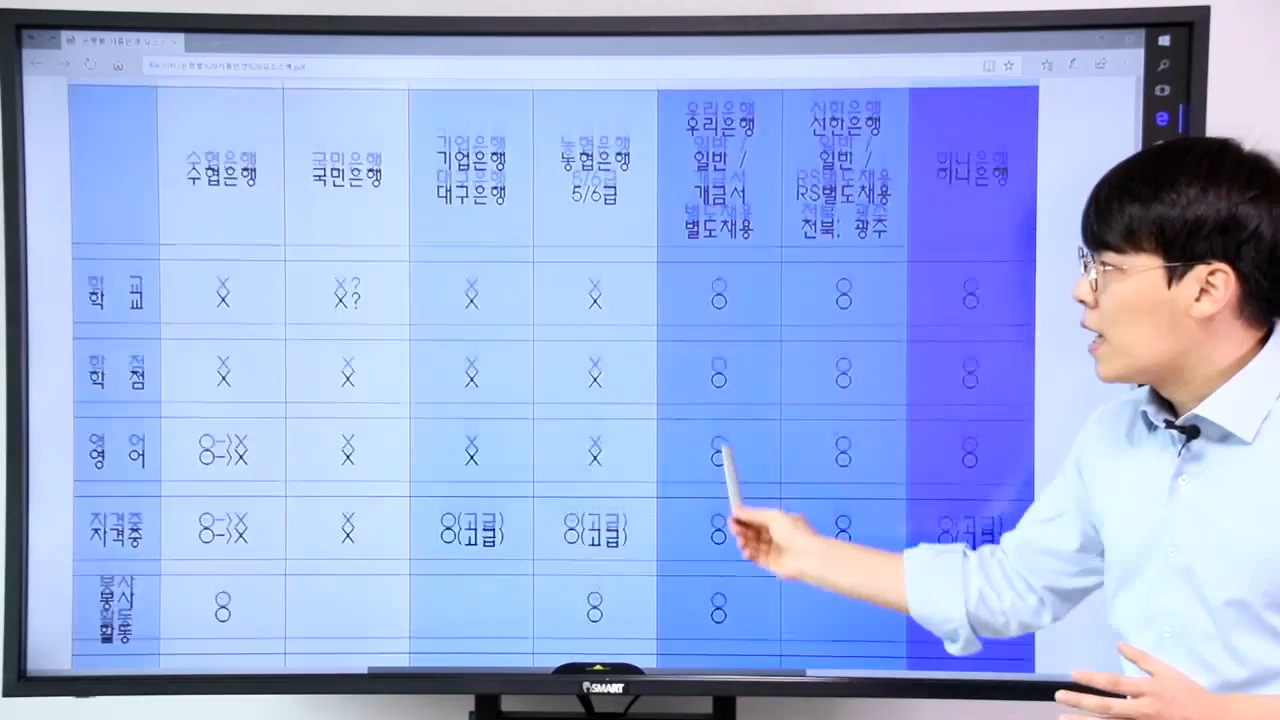 수협은행
국민은행
기업은행
대구은행
농협은행
5/6급
우리은행
일반 /
개금서
별도채용
신한은행
일반 /
RS별도채용
전북, 광주
하나은행
학 교 X X? X X O O O
학 점 X X X X O O O
영 어 O->X X X X O O O
자격증 O->X X O(고급) O(고급) O O O(고급)
봉사
활동 O O O
SMART